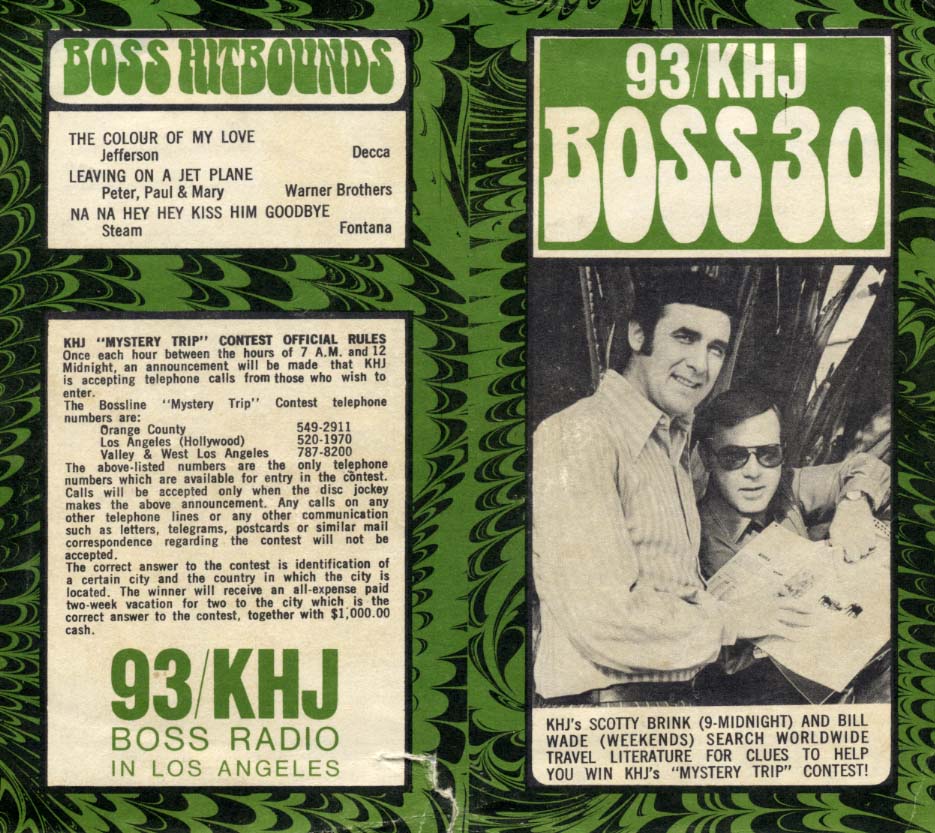 BOSS HITBOUNDS
THE COLOUR OF MY LOVE
Jefferson Decca
LEAVING ON A JET PLANE
Peter, Paul & Mary Warner Brothers
NA NA HEY HEY KISS HIM GOODBYE
Steam Fontana
KHJ "MYSTERY TRIP" CONTEST OFFICIAL RULES
Once each hour between the hours of 7 A.M. and 12
Midnight, an announcement will be made that KHJ
is accepting telephone calls from those who wish to
enter.
The Bossline "Mystery Trip" Contest telephone
numbers are:
Orange County 549-2911
Los Angeles (Hollywood) 520-1970
Valley & West Los Angeles 787-8200
The above-listed numbers are the only telephone
numbers which are available for entry in the contest.
Calls will be accepted only when the disc jockey
makes the above announcement. Any calls on any
other telephone lines or any other communication
such as letters, telegrams, postcards or similar mail
correspondence regarding the contest will not be
accepted.
The correct answer to the contest is identification of
a certain city and the country in which the city is
located. The winner will receive an all-expense paid
two-week vacation for two to the city which is the
correct answer to the contest, together with $1,000.00
cash.
93/KHJ
BOSS RADIO
IN LOS ANGELES
93/KHJ
BOSS 30
KHJ's SCOTTY BRINK (9-MIDNIGHT) AND BILL
WADE (WEEKENDS) SEARCH WORLDWIDE
TRAVEL LITERATURE FOR CLUES TO HELP
YOU WIN KHJ's "MYSTERY TRIP" CONTEST!